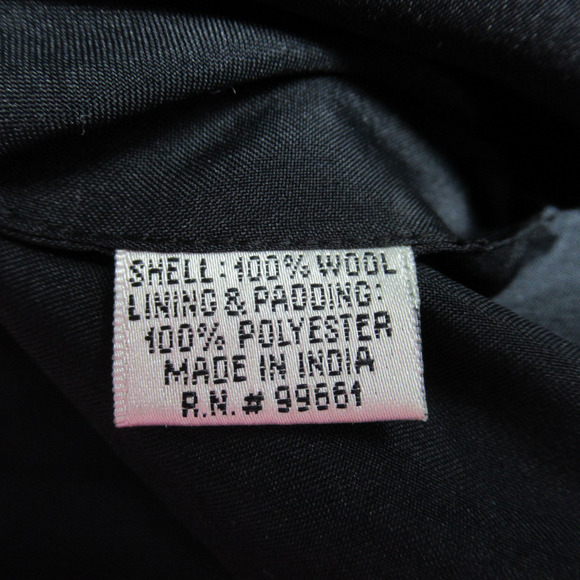 SHELL: 100% WOOL
LINING & PADDING:
100% POLYESTER
MADE IN INDIA
R.N. # 99661